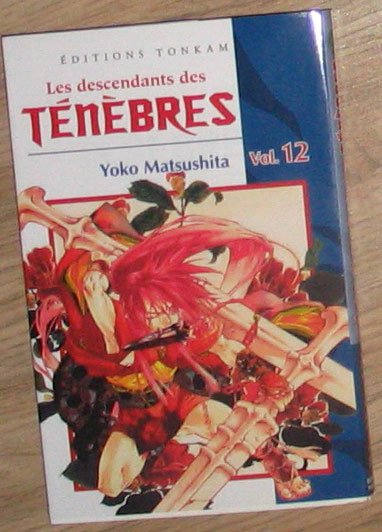 ÉDITIONS TONKAM
Les descendants des
TÉNÈBRES
Yoko Matsushita
Vol. 12